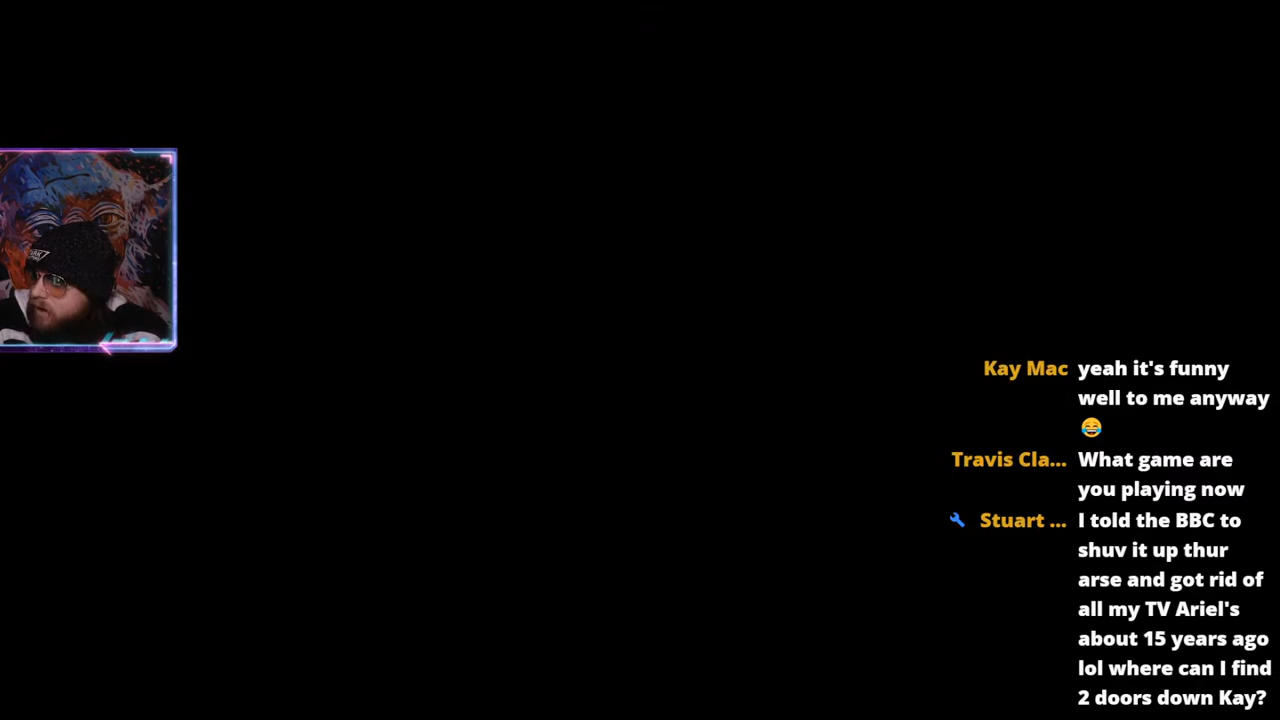 Kay Mac yeah it's funny
well to me anyway
😂
Travis Cla... What game are
you playing now
Stuart ... I told the BBC to
shuv it up thur
arse and got rid of
all my TV Ariel's
about 15 years ago
lol where can I find
2 doors down Kay?